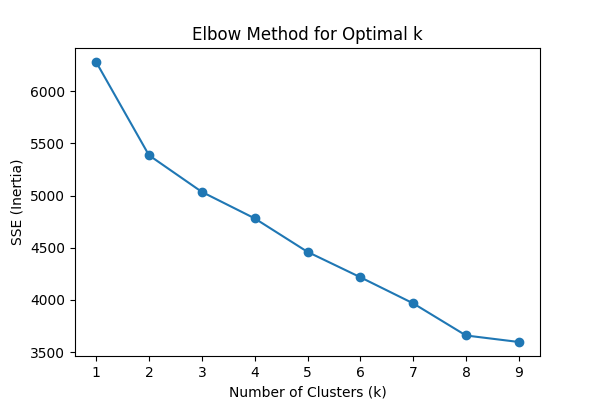 Elbow Method for Optimal k
SSE (Inertia)
6000
5500
5000
4500
4000
3500
1 2 3 4 5 6 7 8 9
Number of Clusters (k)